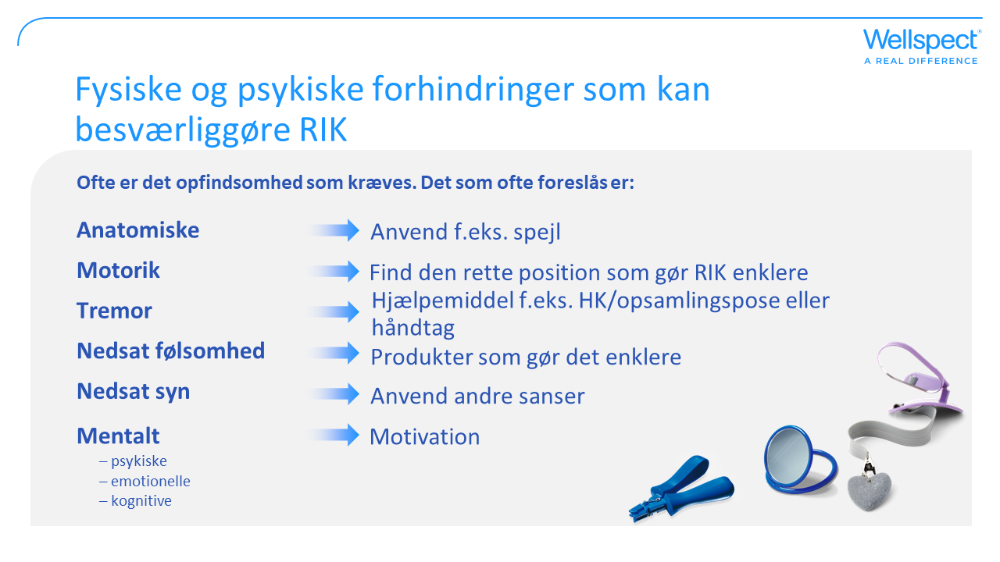 Wellspect®
A REAL DIFFERENCE
Fysiske og psykiske forhindringer som kan
besværliggøre RIK
Ofte er det opfindsomhed som kræves. Det som ofte foreslås er:
Anatomiske
Anvend f.eks. spejl
Motorik
Find den rette position som gør RIK enklere
Tremor
Hjælpemiddel f.eks. HK/opsamlingspose eller
håndtag
Nedsat følsomhed
Produkter som gør det enklere
Nedsat syn
Anvend andre sanser
Mentalt
Motivation
– psykiske
– emotionelle
– kognitive